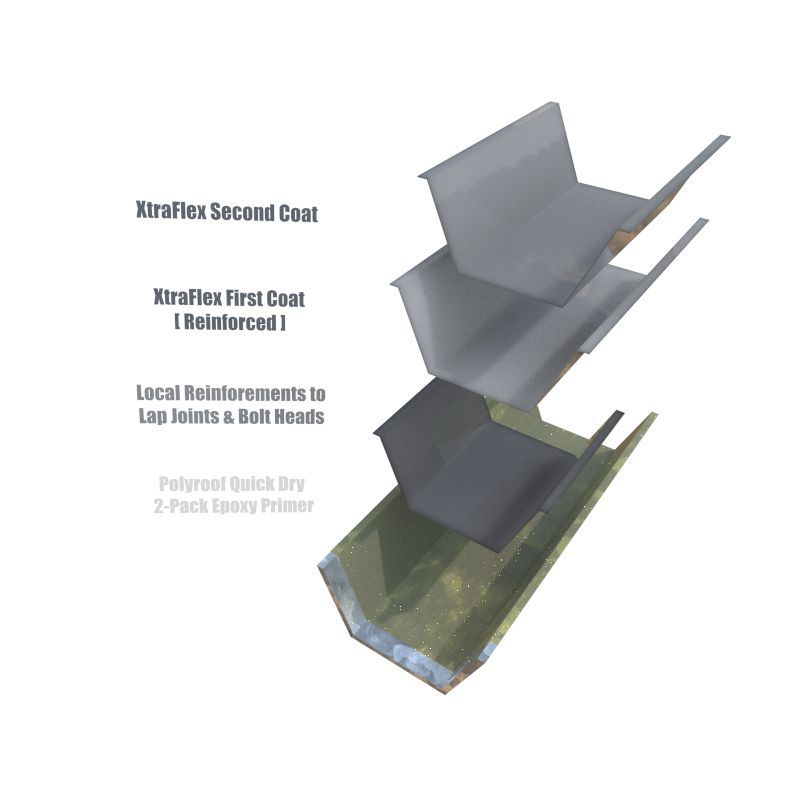 XtraFlex Second Coat
XtraFlex First Coat
[ Reinforced ]
Local Reinforements to
Lap Joints & Bolt Heads
Polyroof Quick Dry
2-Pack Epoxy Primer